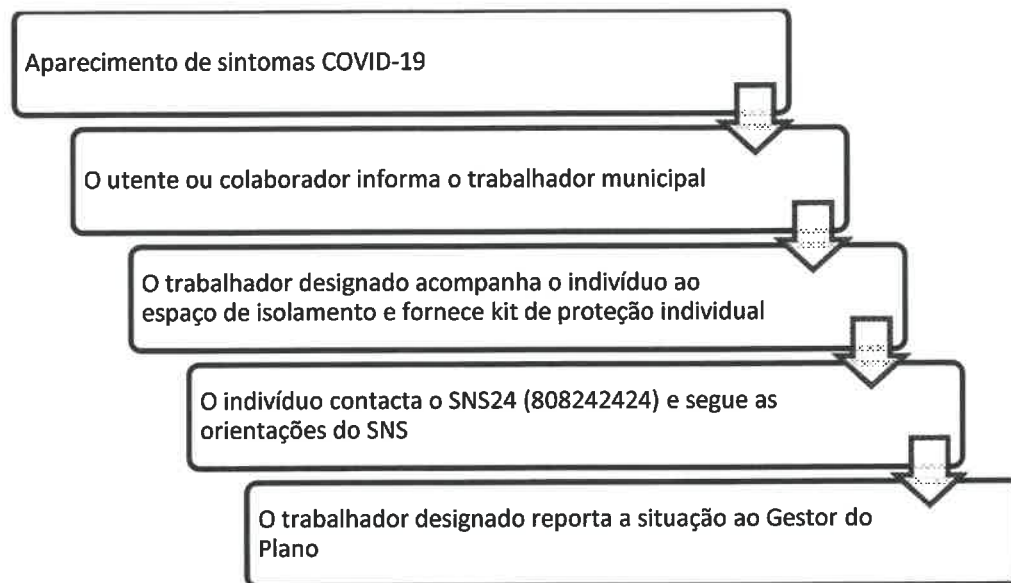 Aparecimento de sintomas COVID-19
O utente ou colaborador informa o trabalhador municipal
O trabalhador designado acompanha o indivíduo ao
espaço de isolamento e fornece kit de proteção individual
O indivíduo contacta o SNS24 (808242424) e segue as
orientações do SNS
O trabalhador designado reporta a situação ao Gestor do
Plano